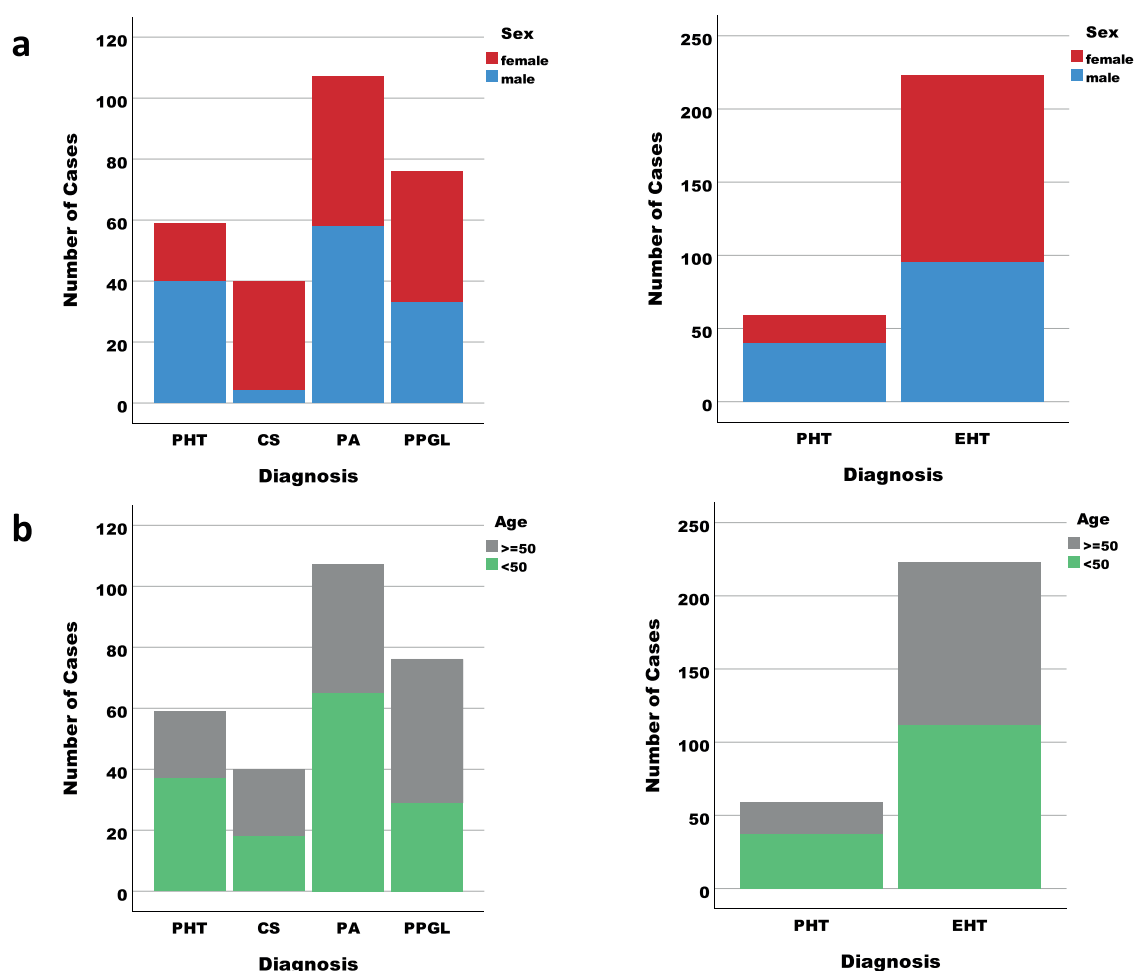 a
Sex
female
male
120
100
80
60
40
20
0
Number of Cases
PHT CS PA PPGL
Diagnosis
Sex
female
male
250
200
150
100
50
0
Number of Cases
PHT EHT
Diagnosis
b
Age
>=50
<50
120
100
80
60
40
20
0
Number of Cases
PHT CS PA PPGL
Diagnosis
Age
>=50
<50
250
200
150
100
50
0
Number of Cases
PHT EHT
Diagnosis